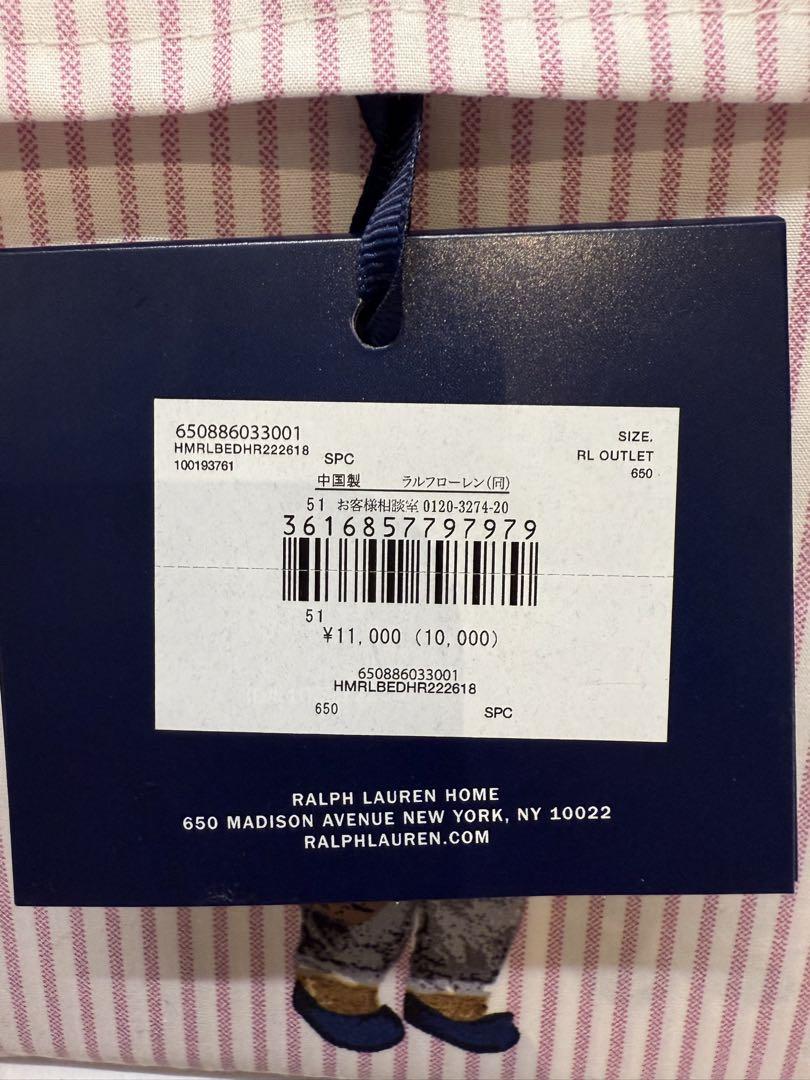 650886033001
HMRLBEDHR222618
100193761
SPC
SIZE.
RL OUTLET
650
中国製 ラルフローレン(同)
51 お客様相談室 0120-3274-20
3616857797979
51
¥11,000 (10,000)
650886033001
HMRLBEDHR222618
650 SPC
RALPH LAUREN HOME
650 MADISON AVENUE NEW YORK, NY 10022
RALPHLAUREN.COM